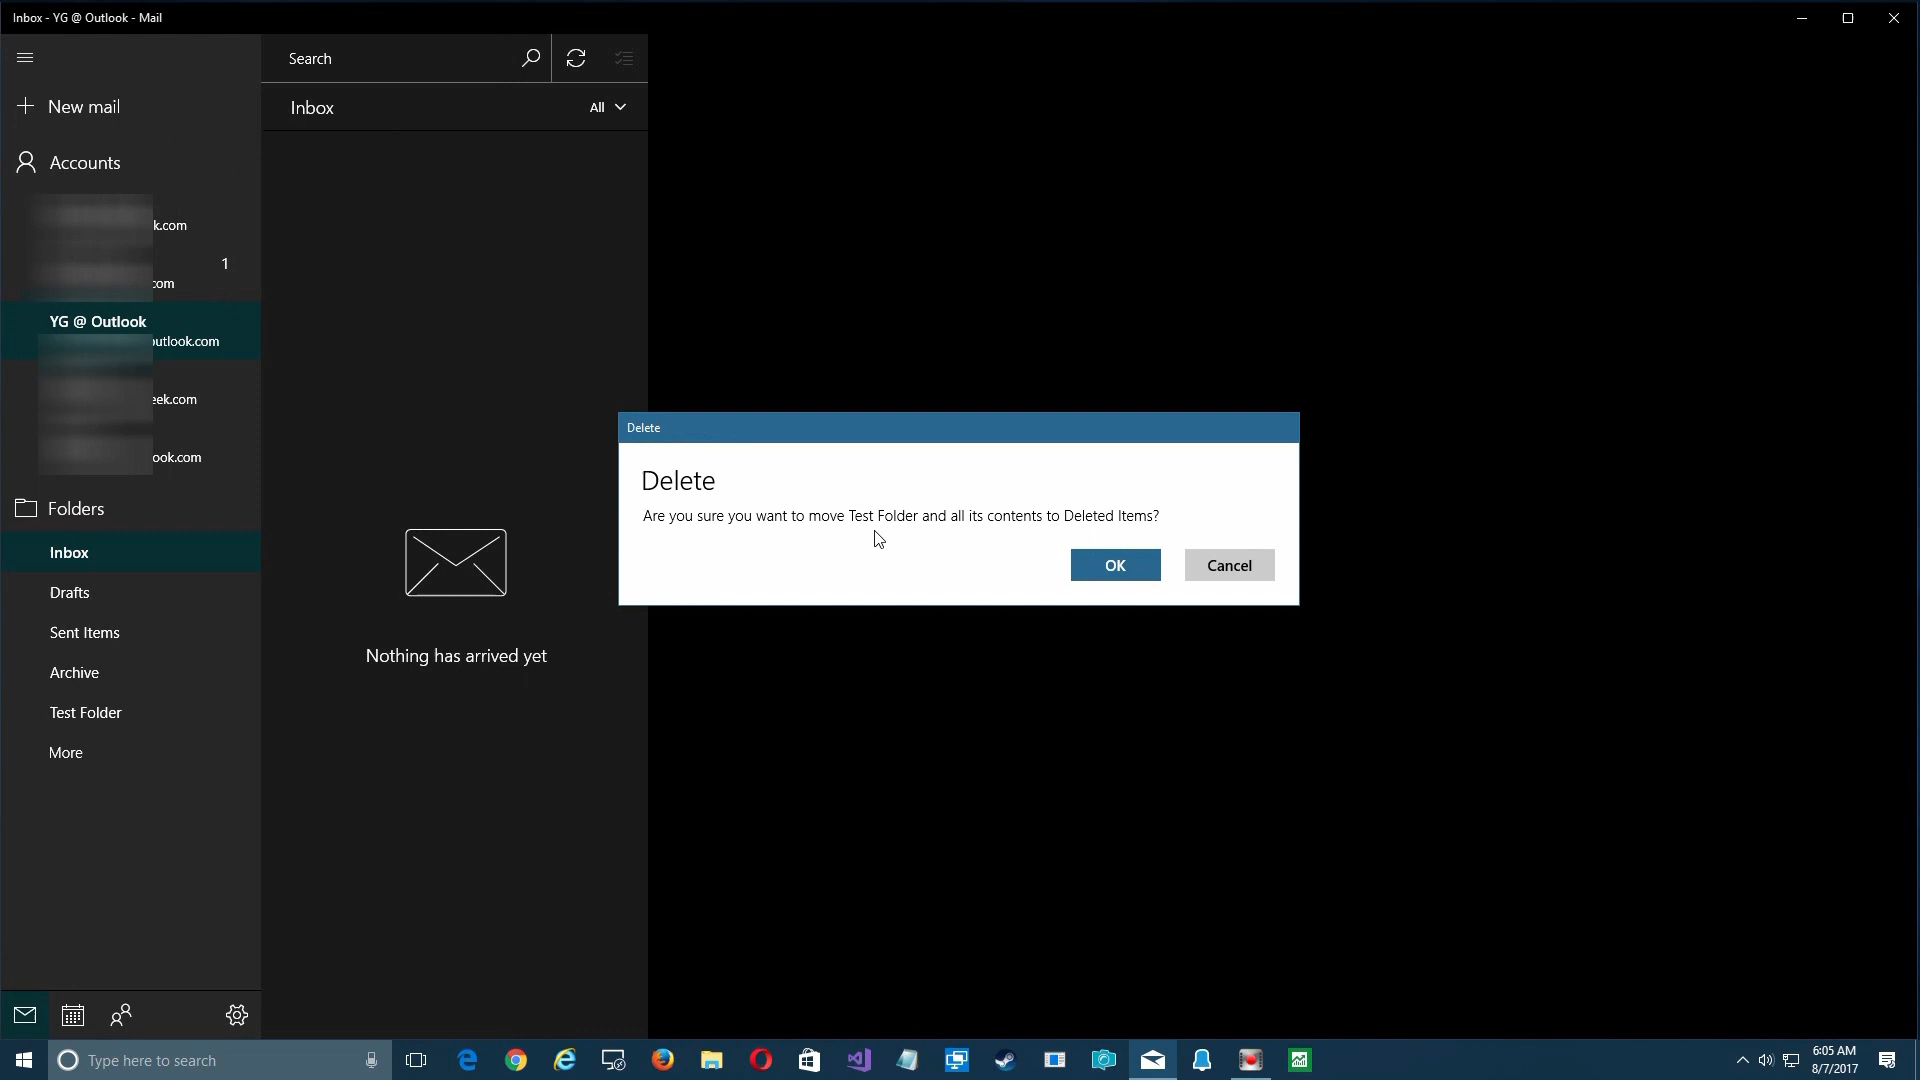 Inbox - YG @ Outlook - Mail
Search
New mail
Inbox
All
Accounts
k.com
1
com
YG @ Outlook
outlook.com
eek.com
ook.com
Folders
Inbox
Drafts
Sent Items
Archive
Test Folder
More
Nothing has arrived yet
Delete
Delete
Are you sure you want to move Test Folder and all its contents to Deleted Items?
OK
Cancel
Type here to search
6:05 AM
8/7/2017